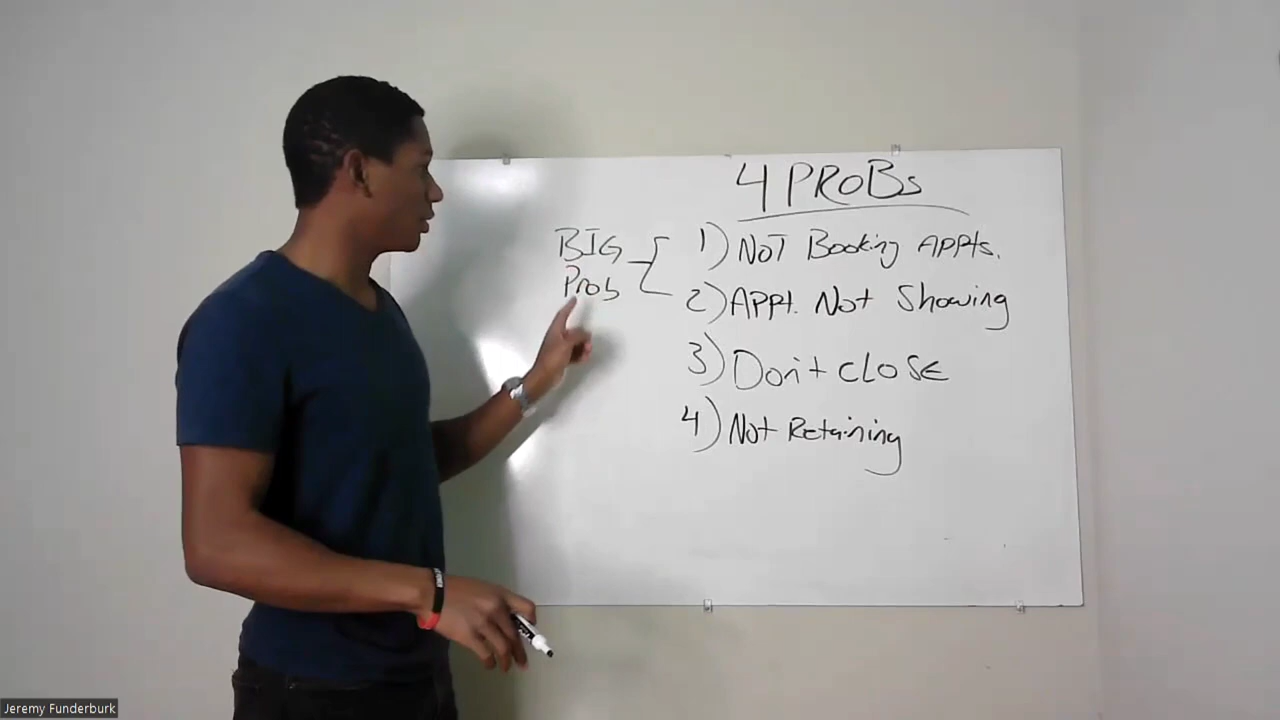 4 PROBs
BIG
Prob
1) NOT Booking APPts.
2) APPt. Not Showing
3) Don't close
4) Not Retaining
Jeremy Funderburk